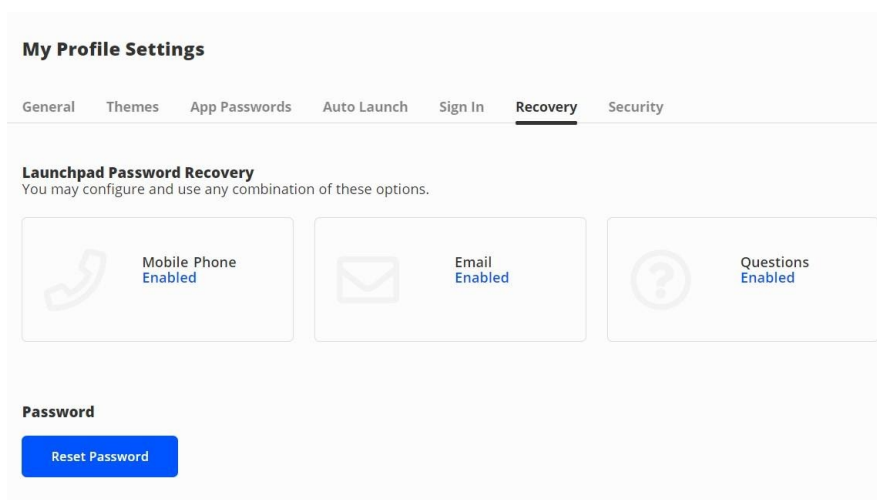 My Profile Settings
General Themes App Passwords Auto Launch Sign In Recovery Security
Launchpad Password Recovery
You may configure and use any combination of these options.
Mobile Phone
Enabled
Email
Enabled
Questions
Enabled
Password
Reset Password